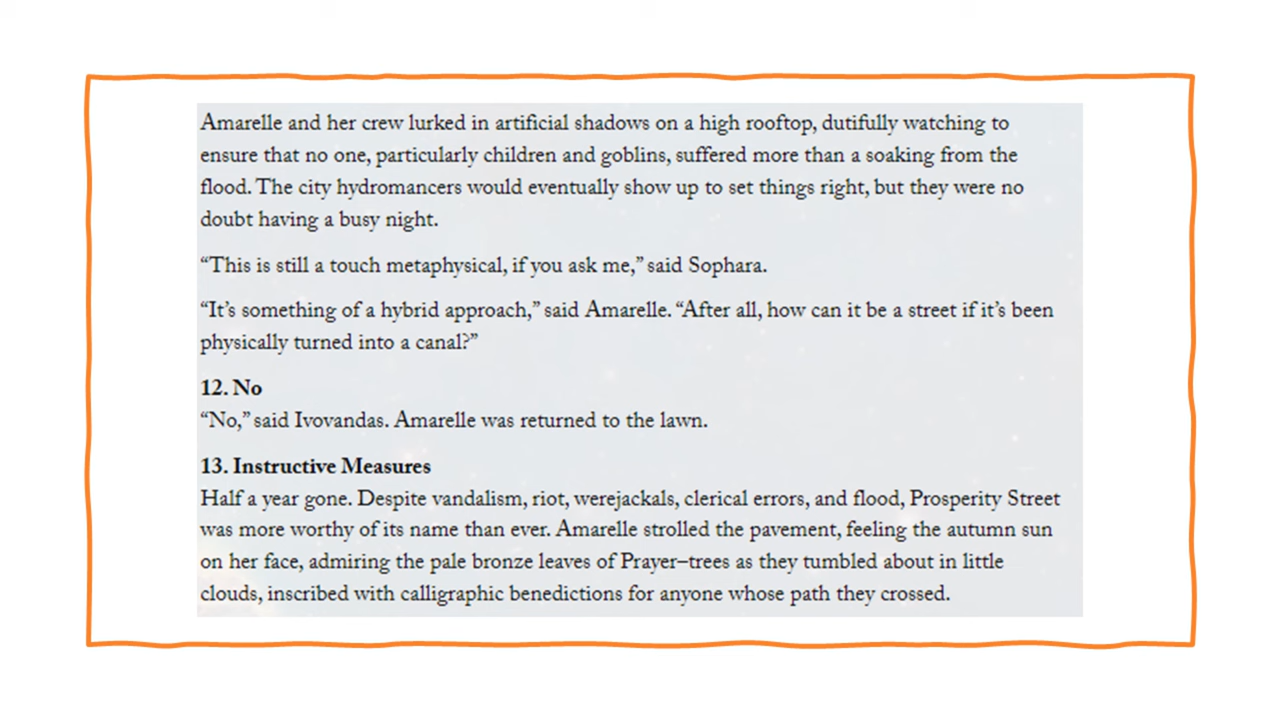 Amarelle and her crew lurked in artificial shadows on a high rooftop, dutifully watching to
ensure that no one, particularly children and goblins, suffered more than a soaking from the
flood. The city hydromancers would eventually show up to set things right, but they were no
doubt having a busy night.
“This is still a touch metaphysical, if you ask me,” said Sophara.
“It’s something of a hybrid approach,” said Amarelle. “After all, how can it be a street if it’s been
physically turned into a canal?”
12. No
“No,” said Ivovandas. Amarelle was returned to the lawn.
13. Instructive Measures
Half a year gone. Despite vandalism, riot, werejackals, clerical errors, and flood, Prosperity Street
was more worthy of its name than ever. Amarelle strolled the pavement, feeling the autumn sun
on her face, admiring the pale bronze leaves of Prayer–trees as they tumbled about in little
clouds, inscribed with calligraphic benedictions for anyone whose path they crossed.